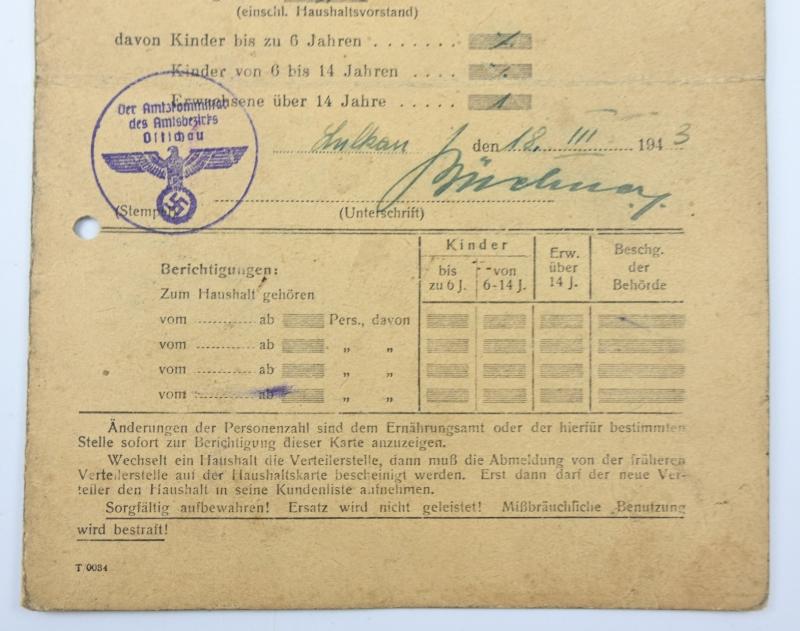 (einschl. Haushaltsvorstand)
davon Kinder bis zu 6 Jahren .......
Kinder von 6 bis 14 Jahren .....
Erwachsene über 14 Jahre ..... 1
Der Amtskommissar
des Amtsbezirks
Ostichau
Lulkau den 18. III 1943
(Stempel) (Unterschrift)
Berichtigungen:
Zum Haushalt gehören
Kinder
bis zu 6 J.
von 6-14 J.
Erw. über 14 J.
Beschg. der Behörde
vom ............ ab Pers., davon
vom ............ ab „ „
vom ............ ab „ „
vom ............ ab „ „
Änderungen der Personenzahl sind dem Ernährungsamt oder der hierfür bestimmten
Stelle sofort zur Berichtigung dieser Karte anzuzeigen.
Wechselt ein Haushalt die Verteilerstelle, dann muß die Abmeldung von der früheren
Verteilerstelle auf der Haushaltskarte bescheinigt werden. Erst dann darf der neue Ver-
teiler den Haushalt in seine Kundenliste aufnehmen.
Sorgfältig aufbewahren! Ersatz wird nicht geleistet! Mißbräuchliche Benutzung
wird bestraft!
T/0034